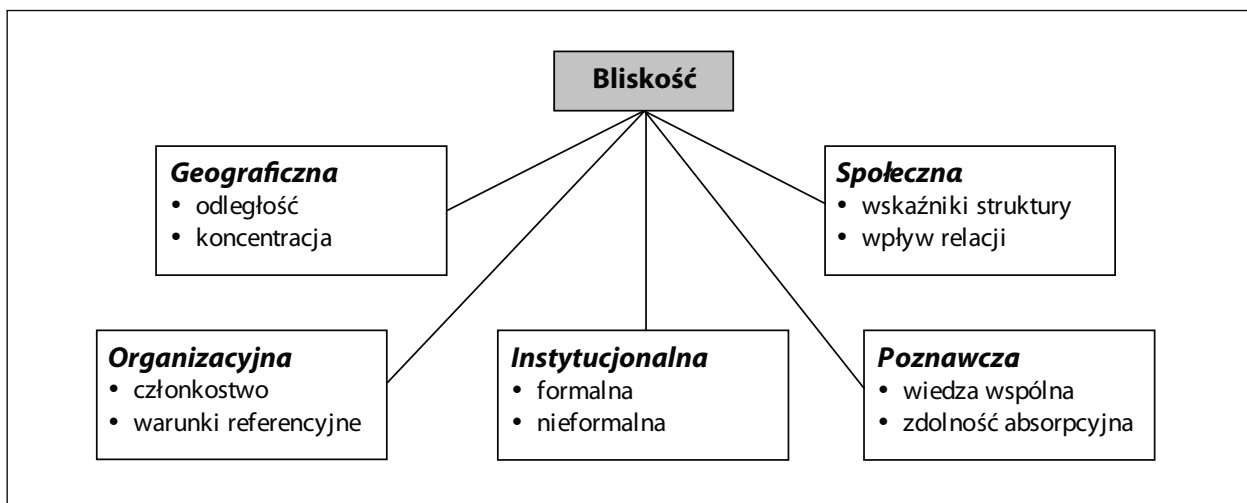 Bliskość
Geograficzna
• odległość
• koncentracja
Społeczna
• wskaźniki struktury
• wpływ relacji
Organizacyjna
• członkostwo
• warunki referencyjne
Instytucjonalna
• formalna
• nieformalna
Poznawcza
• wiedza wspólna
• zdolność absorpcyjna